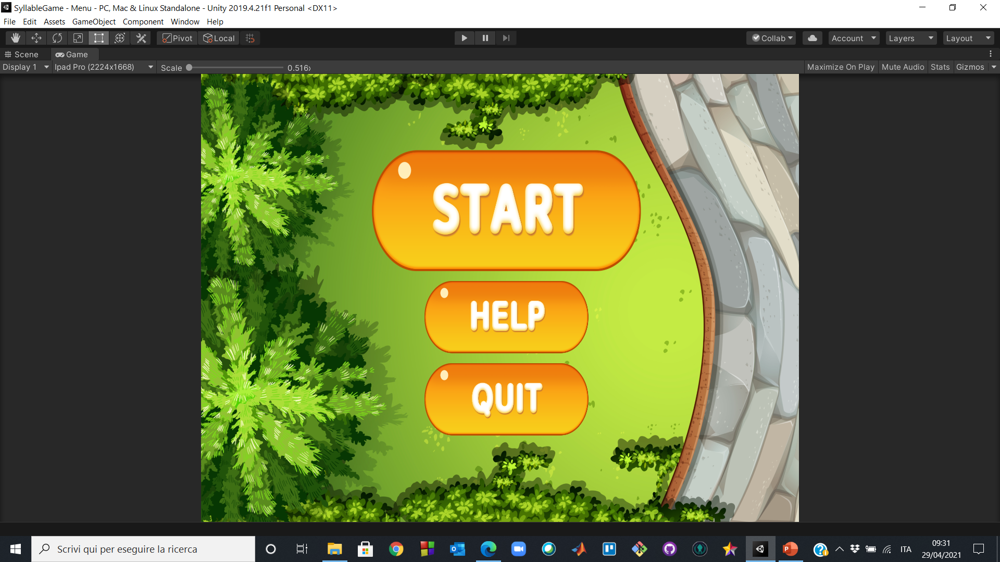 SyllableGame - Menu - PC, Mac & Linux Standalone - Unity 2019.4.21f1 Personal <DX11>
File Edit Assets GameObject Component Window Help
Pivot Local Collab Account Layers Layout
Scene Game
Display 1 Ipad Pro (2224x1668) Scale 0.516x Maximize On Play Mute Audio Stats Gizmos
START
HELP
QUIT
Scrivi qui per eseguire la ricerca
ITA
09:31
29/04/2021